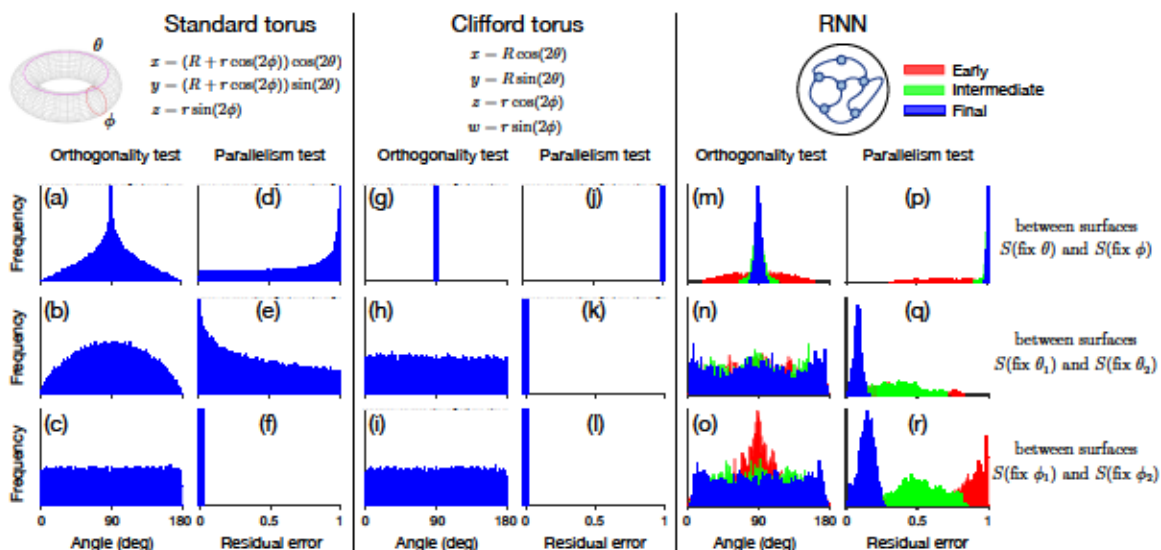 Standard torus
Clifford torus
RNN
θ
ϕ
x = (R + r cos(2ϕ)) cos(2θ)
y = (R + r cos(2ϕ)) sin(2θ)
z = r sin(2ϕ)
x = R cos(2θ)
y = R sin(2θ)
z = r cos(2ϕ)
w = r sin(2ϕ)
Early
Intermediate
Final
Orthogonality test Parallelism test Orthogonality test Parallelism test Orthogonality test Parallelism test
Frequency (a) (d) (g) (j) (m) (p)
between surfaces
S(fix θ) and S(fix ϕ)
Frequency (b) (e) (h) (k) (n) (q)
between surfaces
S(fix θ₁) and S(fix θ₂)
Frequency (c) (f) (i) (l) (o) (r)
between surfaces
S(fix ϕ₁) and S(fix ϕ₂)
0 90 180 0 0.5 1 0 90 180 0 0.5 1 0 90 180 0 0.5 1
Angle (deg) Residual error Angle (deg) Residual error Angle (deg) Residual error